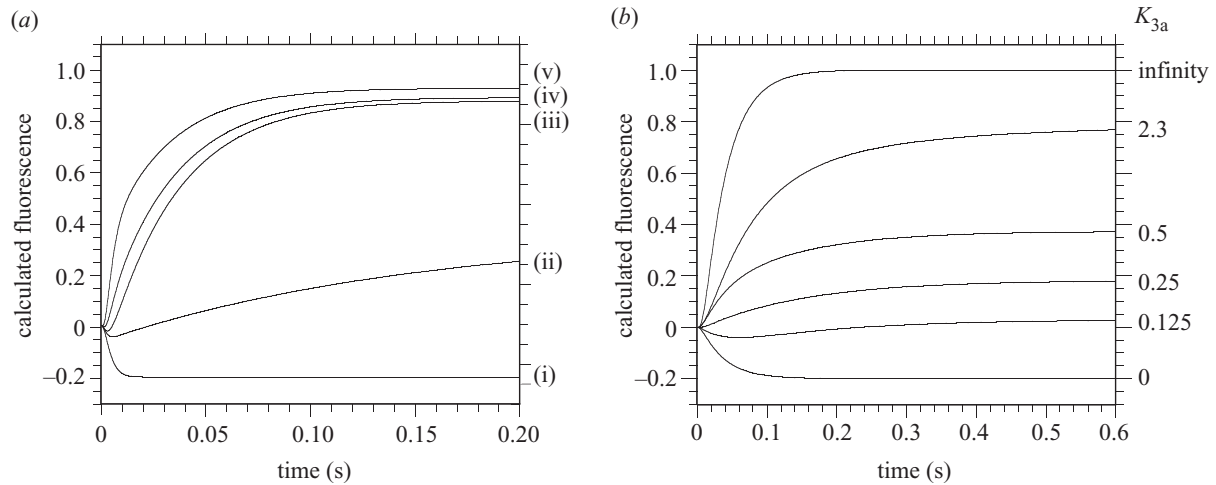 (a)
calculated fluorescence
1.0
0.8
0.6
0.4
0.2
0
–0.2
0
0.05
0.10
0.15
0.20
time (s)
(v)
(iv)
(iii)
(ii)
(i)
(b)
calculated fluorescence
1.0
0.8
0.6
0.4
0.2
0
–0.2
0
0.1
0.2
0.3
0.4
0.5
0.6
time (s)
K3a
infinity
2.3
0.5
0.25
0.125
0